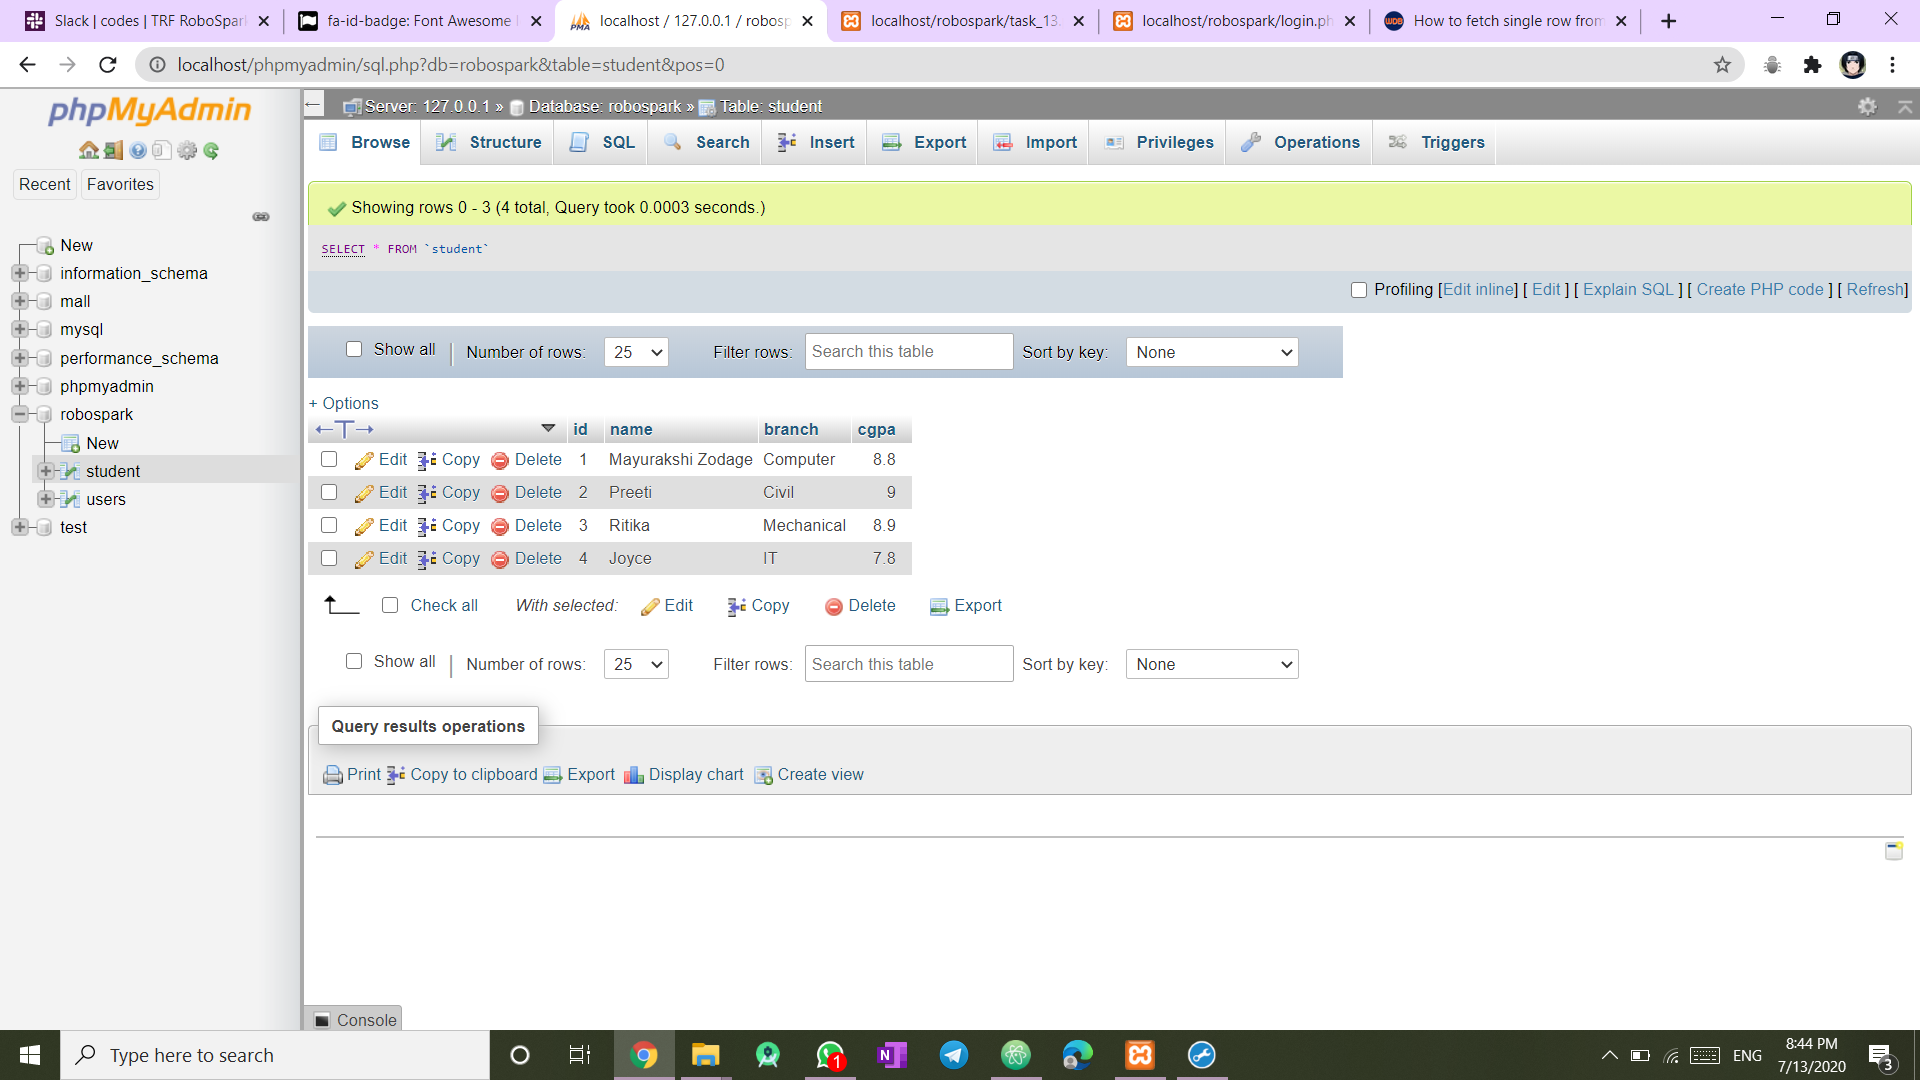 Slack | codes | TRF RoboSpark
fa-id-badge: Font Awesome
localhost / 127.0.0.1 / robosp
localhost/robospark/task_13.
localhost/robospark/login.ph
How to fetch single row from
localhost/phpmyadmin/sql.php?db=robospark&table=student&pos=0
phpMyAdmin
Recent Favorites
New
information_schema
mall
mysql
performance_schema
phpmyadmin
robospark
New
student
users
test
Server: 127.0.0.1 » Database: robospark » Table: student
Browse Structure SQL Search Insert Export Import Privileges Operations Triggers
Showing rows 0 - 3 (4 total, Query took 0.0003 seconds.)
SELECT * FROM `student`
Profiling [Edit inline] [ Edit ] [ Explain SQL ] [ Create PHP code ] [ Refresh]
Show all | Number of rows: 25 Filter rows: Search this table Sort by key: None
+ Options
←T→ id name branch cgpa
Edit Copy Delete 1 Mayurakshi Zodage Computer 8.8
Edit Copy Delete 2 Preeti Civil 9
Edit Copy Delete 3 Ritika Mechanical 8.9
Edit Copy Delete 4 Joyce IT 7.8
Check all With selected: Edit Copy Delete Export
Show all | Number of rows: 25 Filter rows: Search this table Sort by key: None
Query results operations
Print Copy to clipboard Export Display chart Create view
Console
Type here to search
1
ENG
8:44 PM
7/13/2020
3